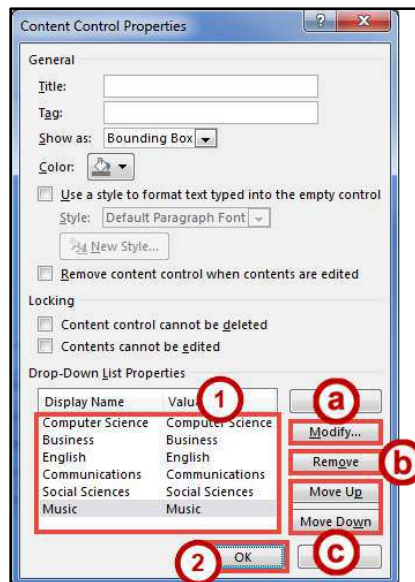 Content Control Properties
?
General
Title:
Tag:
Show as: Bounding Box
Color:
Use a style to format text typed into the empty control
Style: Default Paragraph Font
New Style...
Remove content control when contents are edited
Locking
Content control cannot be deleted
Contents cannot be edited
Drop-Down List Properties
Display Name
1
a
Computer Science Computer Science
Business Business
English English
Communications Communications
Social Sciences Social Sciences
Music Music
Modify...
Remove
b
Move Up
Move Down
2
OK
c